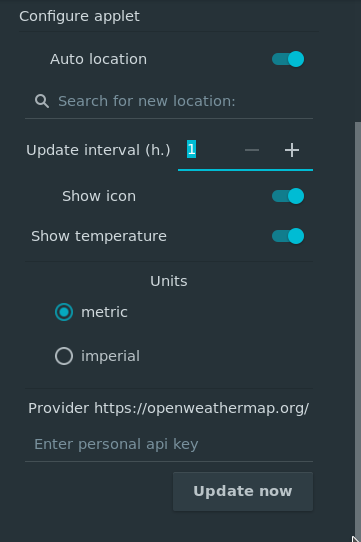 Configure applet
Auto location
Search for new location:
Update interval (h.) 1
Show icon
Show temperature
Units
metric
imperial
Provider https://openweathermap.org/
Enter personal api key
Update now